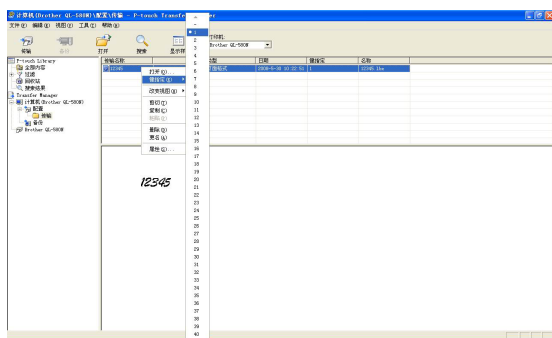 计算机(Brother QL-580N)\配置\传输 - P-touch Transfer
文件(F) 编辑(E) 视图(V) 工具(T) 帮助(H)
传输 备份 打开 搜索 显示样
打印机:
Brother QL-580N
P-touch Library
全部内容
过滤
回收站
搜索结果
Transfer Manager
计算机(Brother QL-580N)
配置
传输
备份
Brother QL-580N
传输名称 类型 日期 键指定 名称
12345 1 12345.lbx
打开(O)...
键指定(K)
改变视图(W)
剪切(T)
复制(C)
粘贴(P)
删除(D)
更名(M)
属性(R)...
1
2
3
4
5
6
7
8
9
10
11
12
13
14
15
16
17
18
19
20
21
22
23
24
25
26
27
28
29
30
31
32
33
34
35
36
37
38
39
40
12345